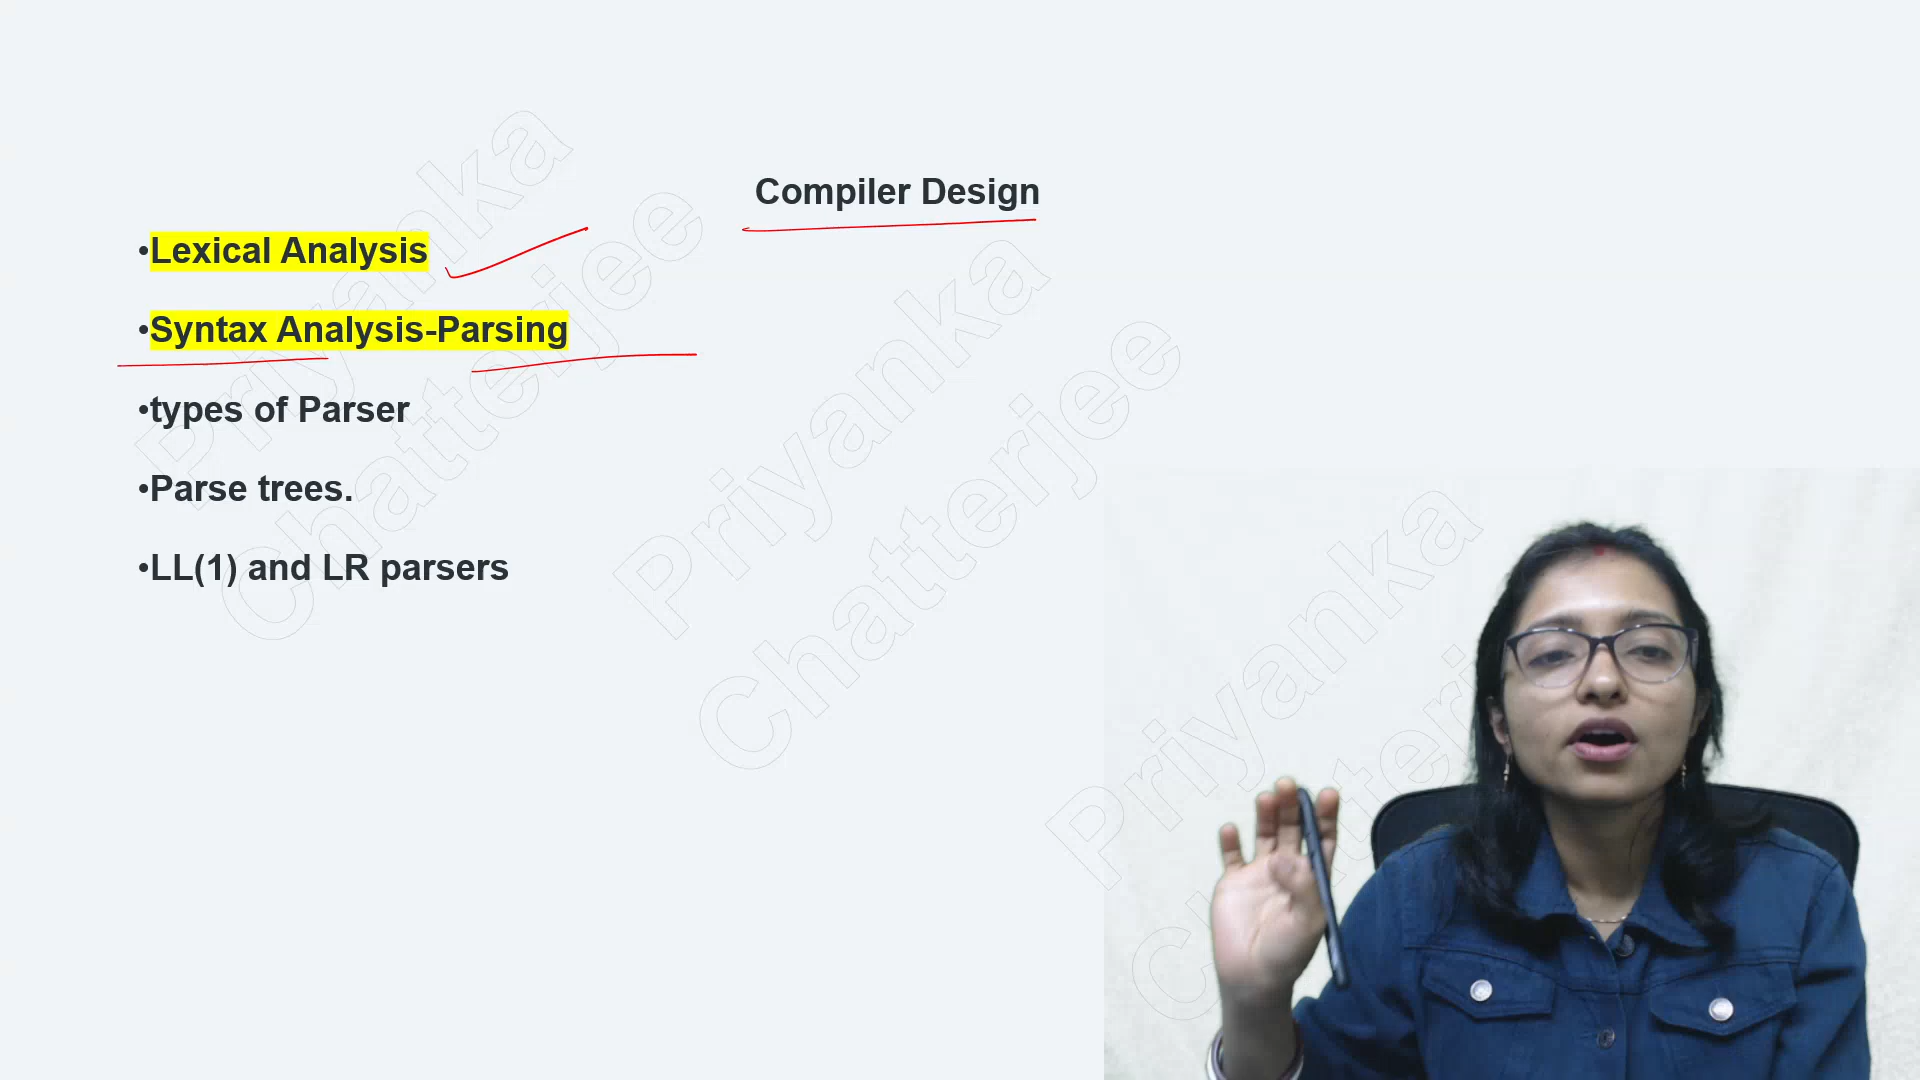 Compiler Design
•Lexical Analysis
•Syntax Analysis-Parsing
•types of Parser
•Parse trees.
•LL(1) and LR parsers
Priyanka
Chatterjee
Priyanka
Chatterjee
Priyanka
Chatterjee